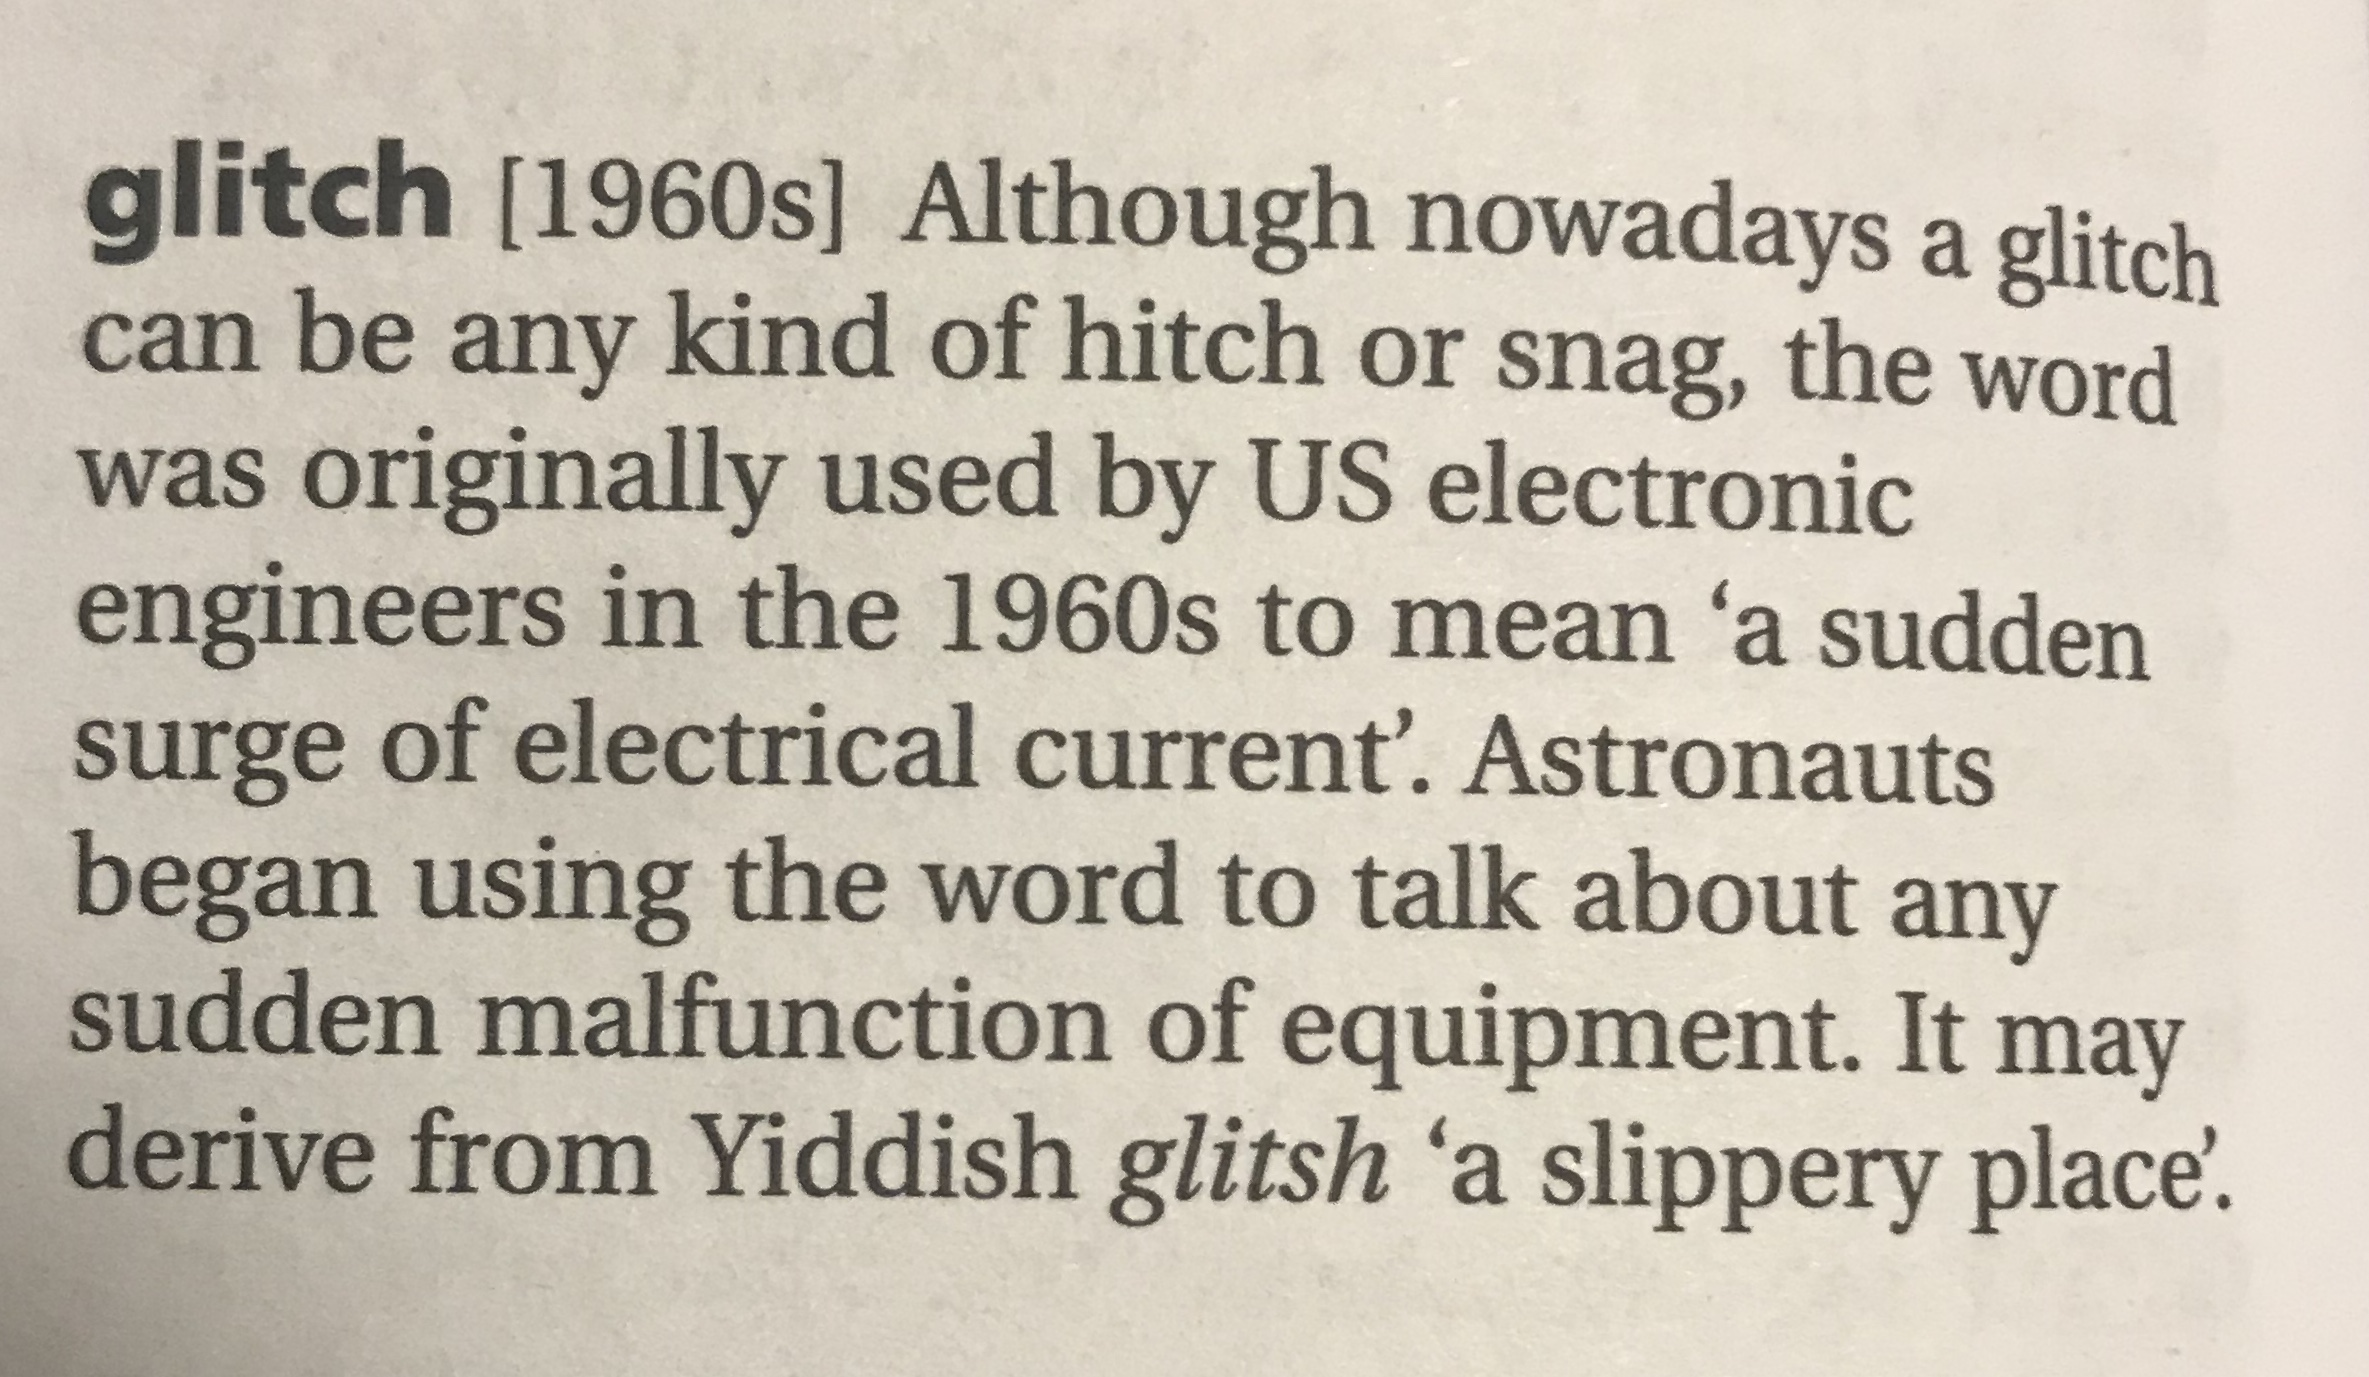 glitch [1960s] Although nowadays a glitch
can be any kind of hitch or snag, the word
was originally used by US electronic
engineers in the 1960s to mean ‘a sudden
surge of electrical current’. Astronauts
began using the word to talk about any
sudden malfunction of equipment. It may
derive from Yiddish glitsh ‘a slippery place’.